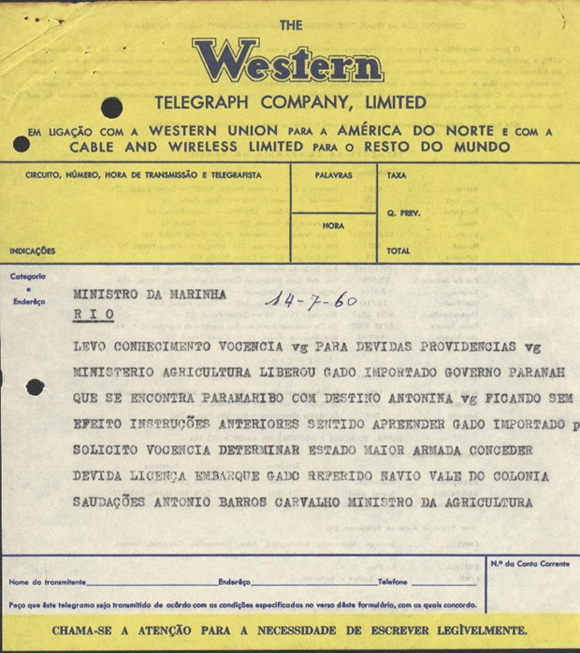 THE
Western
TELEGRAPH COMPANY, LIMITED
EM LIGAÇÃO COM A WESTERN UNION PARA A AMÉRICA DO NORTE E COM A
CABLE AND WIRELESS LIMITED PARA O RESTO DO MUNDO
CIRCUITO, NÚMERO, HORA DE TRANSMISSÃO E TELEGRAFISTA
PALAVRAS
TAXA
Q. PREV.
HORA
INDICAÇÕES
TOTAL
Categoria
e
Enderêço
MINISTRO DA MARINHA
14-7-60
RIO
LEVO CONHECIMENTO VOCENCIA vg PARA DEVIDAS PROVIDENCIAS vg
MINISTERIO AGRICULTURA LIBEROU GADO IMPORTADO GOVERNO PARANAH
QUE SE ENCONTRA PARAMARIBO COM DESTINO ANTONINA vg FICANDO SEM
EFEITO INSTRUÇÕES ANTERIORES SENTIDO APREENDER GADO IMPORTADO p
SOLICITO VOCENCIA DETERMINAR ESTADO MAIOR ARMADA CONCEDER
DEVIDA LICENÇA EMBARQUE GADO REFERIDO NAVIO VALE DO COLONIA
SAUDAÇÕES ANTONIO BARROS CARVALHO MINISTRO DA AGRICULTURA
N.º da Conta Corrente
Nome do transmitente Enderêço Telefone
Peço que êste telegrama seja transmitido de acôrdo com as condições especificados no verso dêste formulário, com as quais concordo.
CHAMA-SE A ATENÇÃO PARA A NECESSIDADE DE ESCREVER LEGÌVELMENTE.